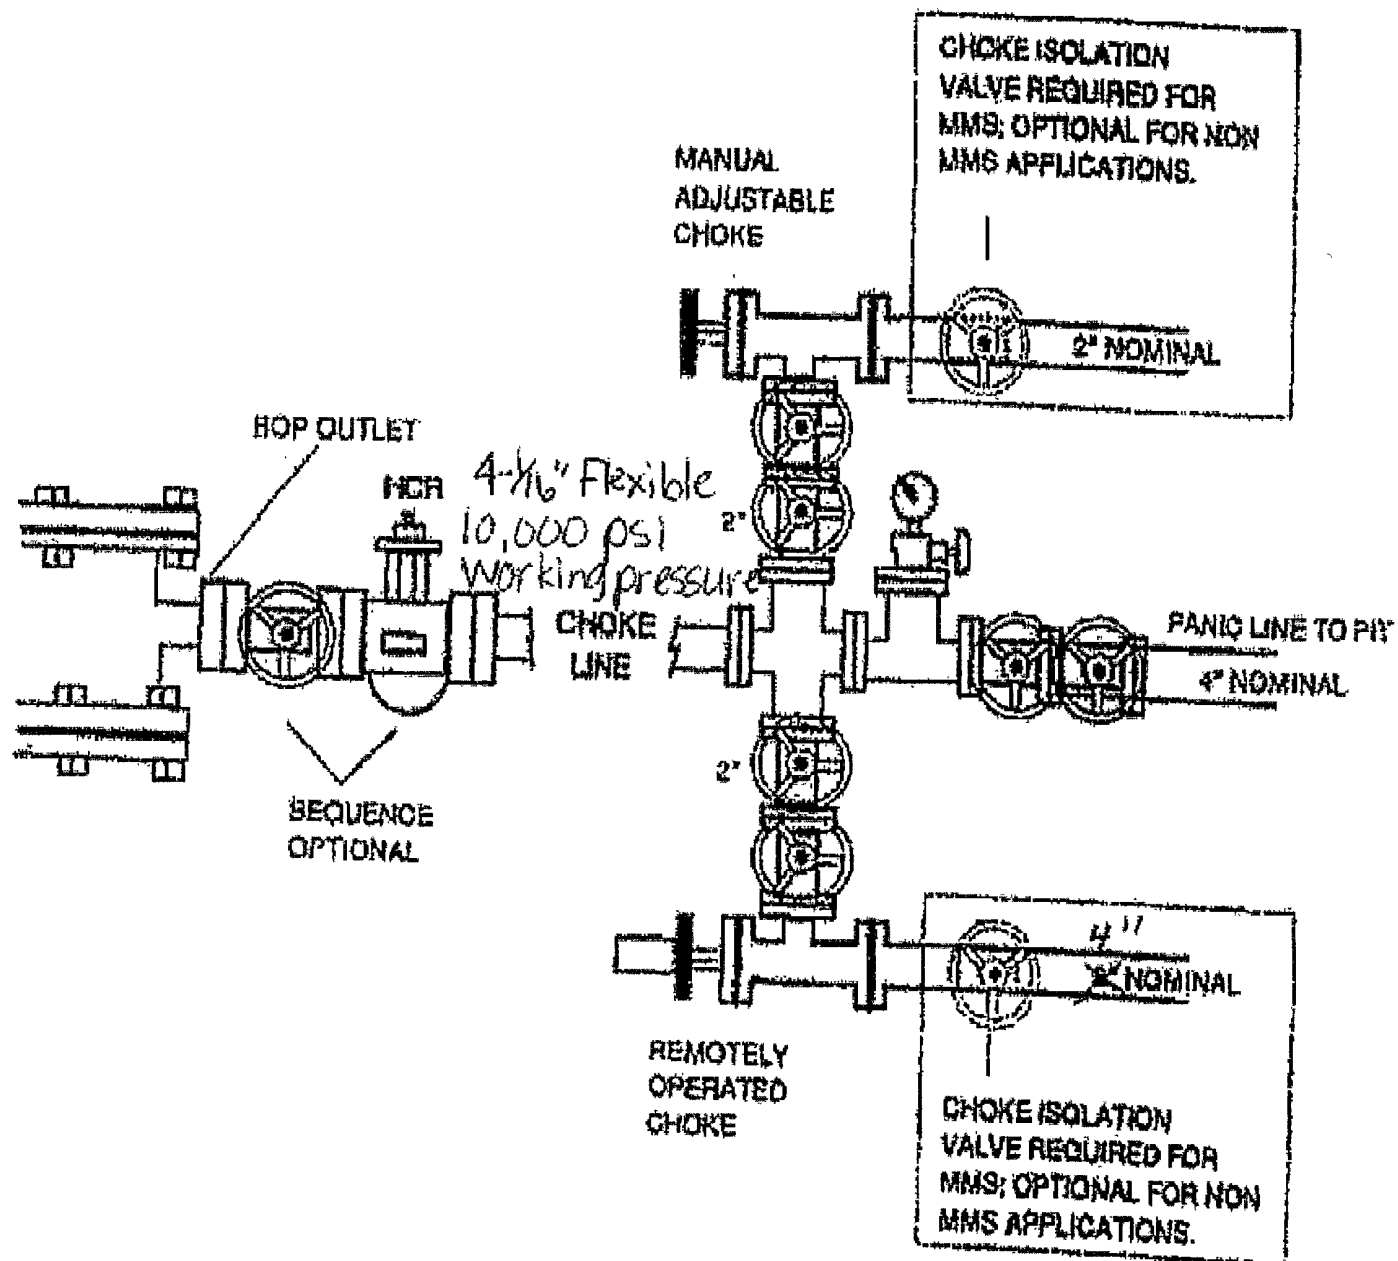 CHOKE ISOLATION
VALVE REQUIRED FOR
MMS; OPTIONAL FOR NON
MMS APPLICATIONS.
MANUAL
ADJUSTABLE
CHOKE
2" NOMINAL
BOP OUTLET
HCR
4-1/16" Flexible
10,000 psi
Working pressure
2"
CHOKE
LINE
PANIC LINE TO PIT
4" NOMINAL
2"
SEQUENCE
OPTIONAL
4"
NOMINAL
REMOTELY
OPERATED
CHOKE
CHOKE ISOLATION
VALVE REQUIRED FOR
MMS; OPTIONAL FOR NON
MMS APPLICATIONS.